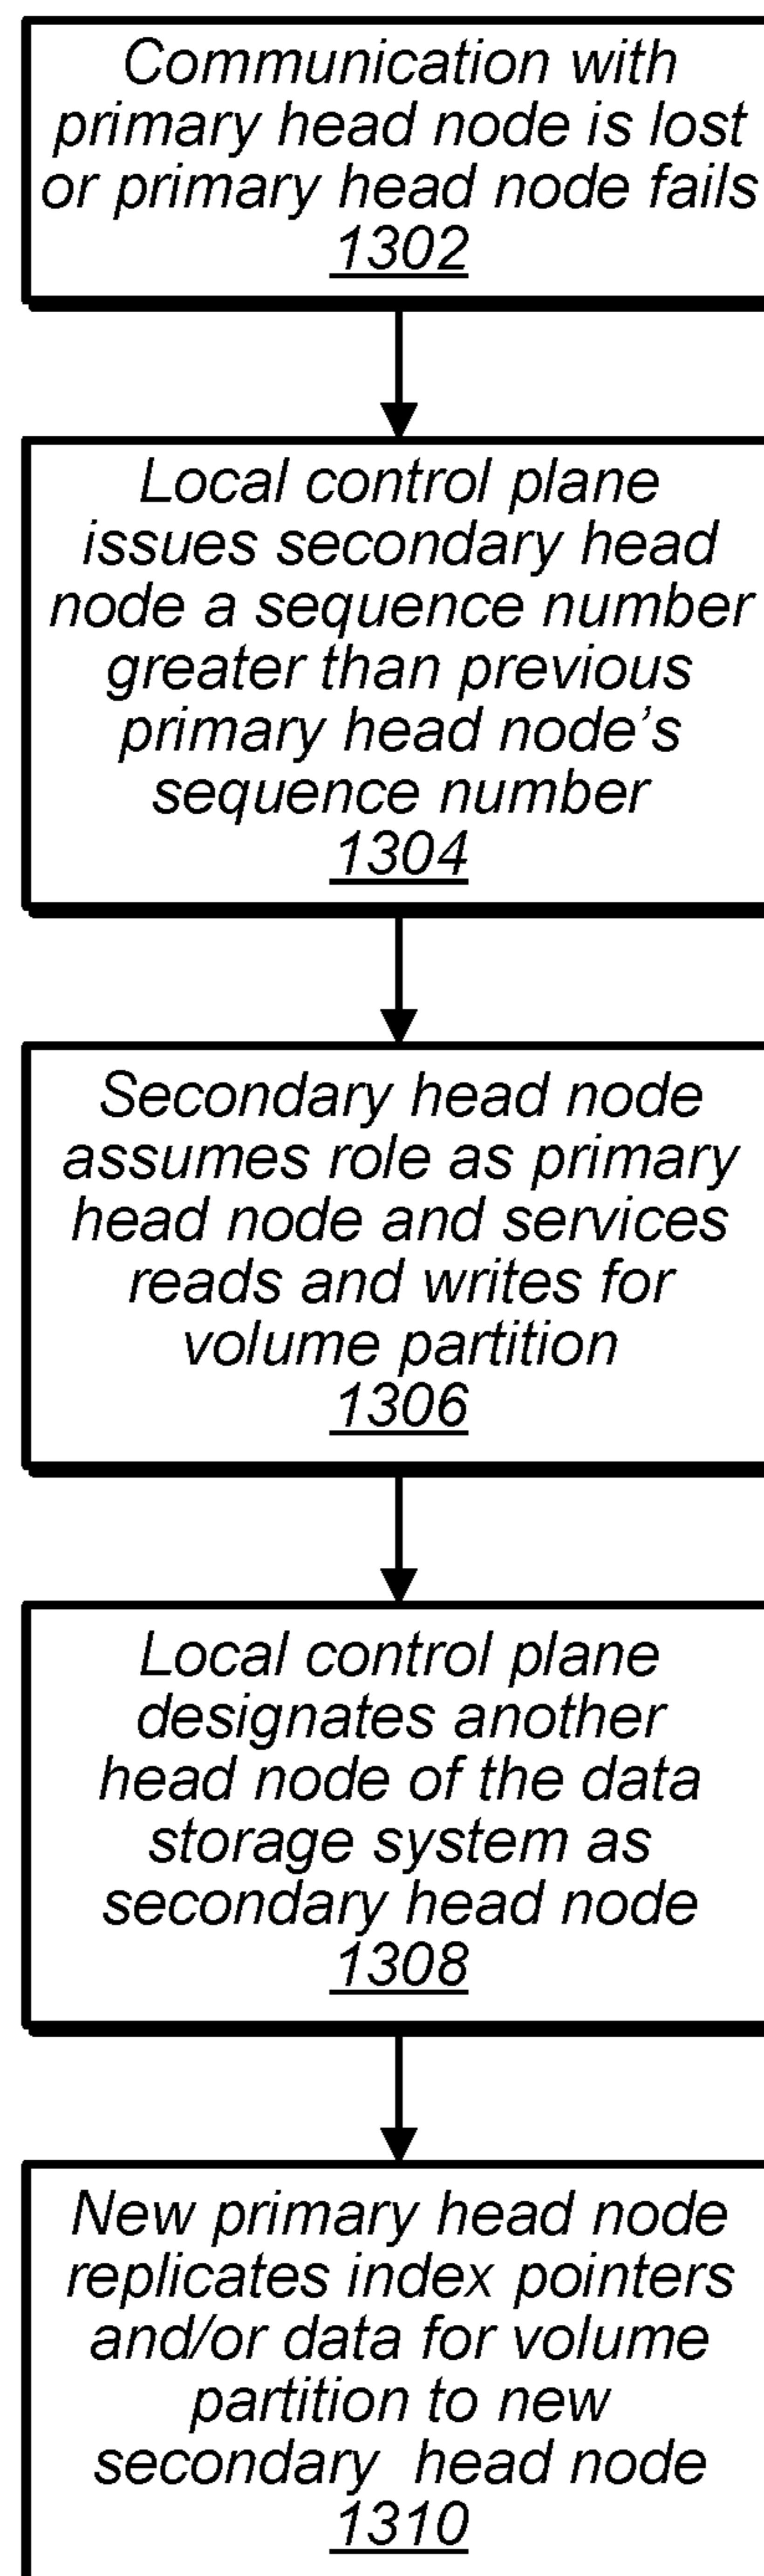 Communication with
primary head node is lost
or primary head node fails
1302
Local control plane
issues secondary head
node a sequence number
greater than previous
primary head node’s
sequence number
1304
Secondary head node
assumes role as primary
head node and services
reads and writes for
volume partition
1306
Local control plane
designates another
head node of the data
storage system as
secondary head node
1308
New primary head node
replicates index pointers
and/or data for volume
partition to new
secondary head node
1310